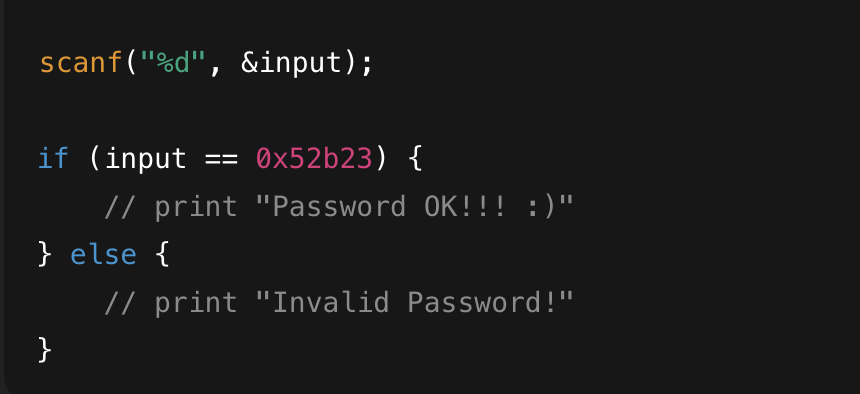 scanf("%d", &input);
if (input == 0x52b23) {
// print "Password OK!!! :)"
} else {
// print "Invalid Password!"
}